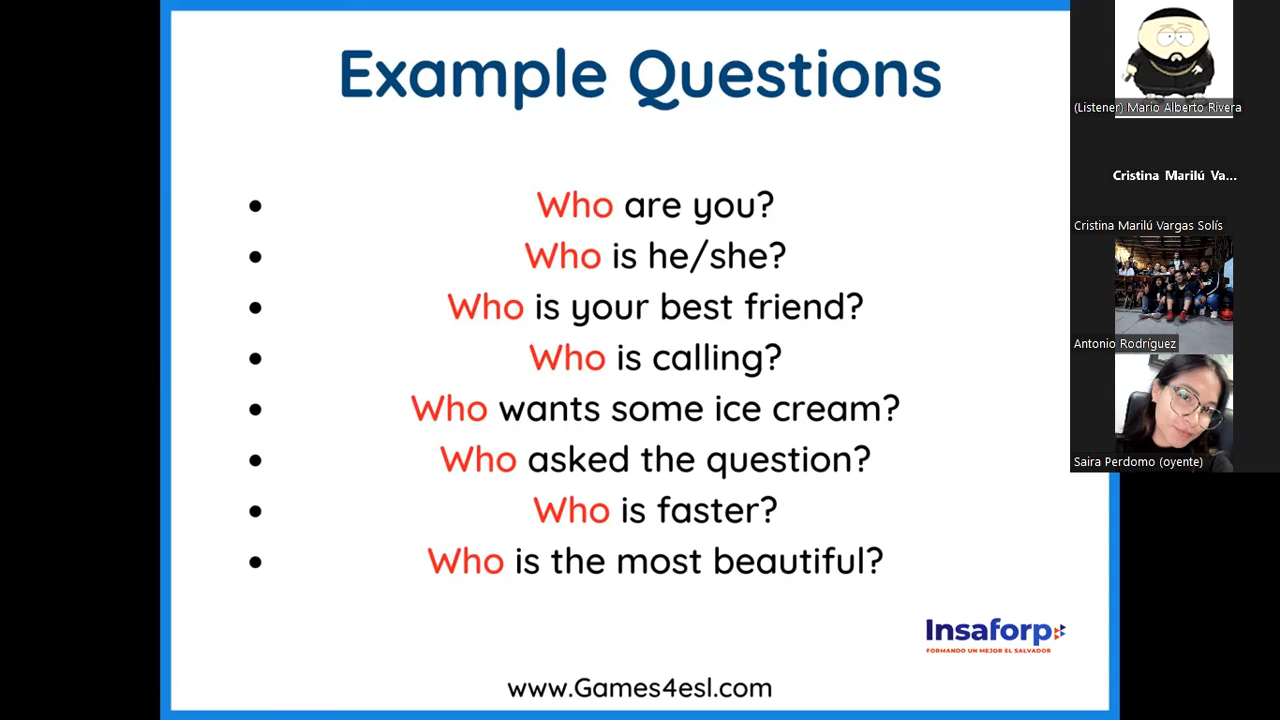 Example Questions
Who are you?
Who is he/she?
Who is your best friend?
Who is calling?
Who wants some ice cream?
Who asked the question?
Who is faster?
Who is the most beautiful?
Insaforp
FORMANDO UN MEJOR EL SALVADOR
www.Games4esl.com
(Listener) Mario Alberto Rivera
Cristina Marilú Va...
Cristina Marilú Vargas Solís
Antonio Rodríguez
Saira Perdomo (oyente)